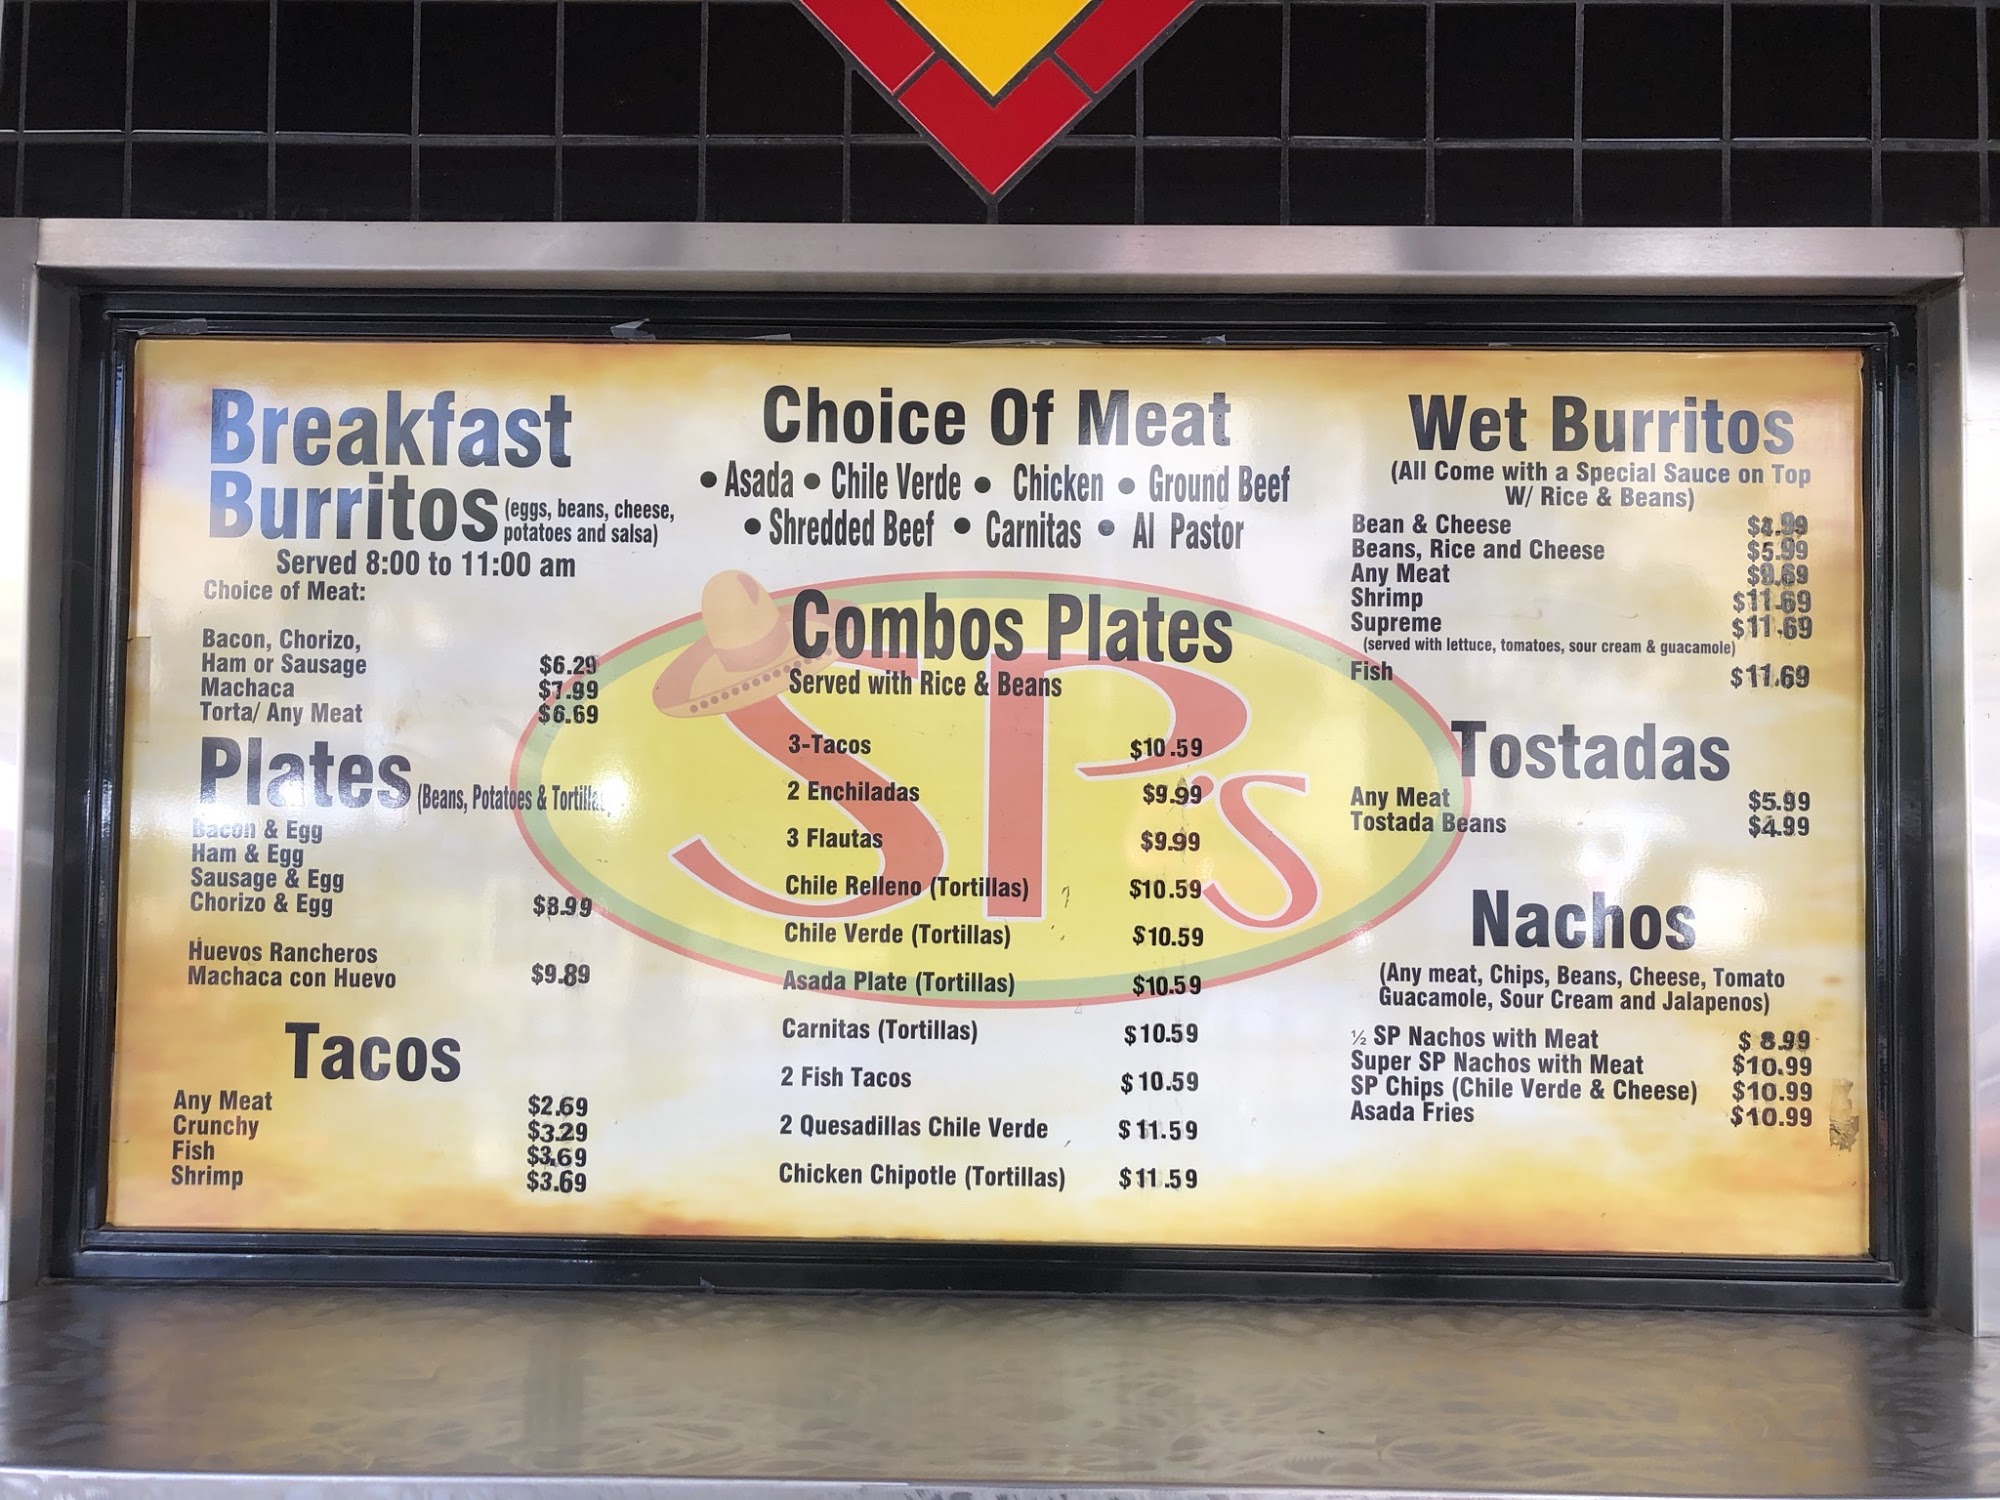 Breakfast
Burritos (eggs, beans, cheese,
potatoes and salsa)
Served 8:00 to 11:00 am
Choice of Meat:
Bacon, Chorizo,
Ham or Sausage $6.29
Machaca $7.99
Torta/ Any Meat $6.69
Plates (Beans, Potatoes & Tortillas)
Bacon & Egg
Ham & Egg
Sausage & Egg
Chorizo & Egg $8.99
Huevos Rancheros
Machaca con Huevo $9.89
Tacos
Any Meat $2.69
Crunchy $3.29
Fish $3.69
Shrimp $3.69
Choice Of Meat
• Asada • Chile Verde • Chicken • Ground Beef
• Shredded Beef • Carnitas • Al Pastor
SP's
Combos Plates
Served with Rice & Beans
3-Tacos $10.59
2 Enchiladas $9.99
3 Flautas $9.99
Chile Relleno (Tortillas) $10.59
Chile Verde (Tortillas) $10.59
Asada Plate (Tortillas) $10.59
Carnitas (Tortillas) $10.59
2 Fish Tacos $10.59
2 Quesadillas Chile Verde $11.59
Chicken Chipotle (Tortillas) $11.59
Wet Burritos
(All Come with a Special Sauce on Top
W/ Rice & Beans)
Bean & Cheese $4.99
Beans, Rice and Cheese $5.99
Any Meat
Shrimp $11.69
Supreme $11.69
(served with lettuce, tomatoes, sour cream & guacamole)
Fish $11.69
Tostadas
Any Meat $5.99
Tostada Beans $4.99
Nachos
(Any meat, Chips, Beans, Cheese, Tomato
Guacamole, Sour Cream and Jalapenos)
½ SP Nachos with Meat $8.99
Super SP Nachos with Meat $10.99
SP Chips (Chile Verde & Cheese) $10.99
Asada Fries $10.99